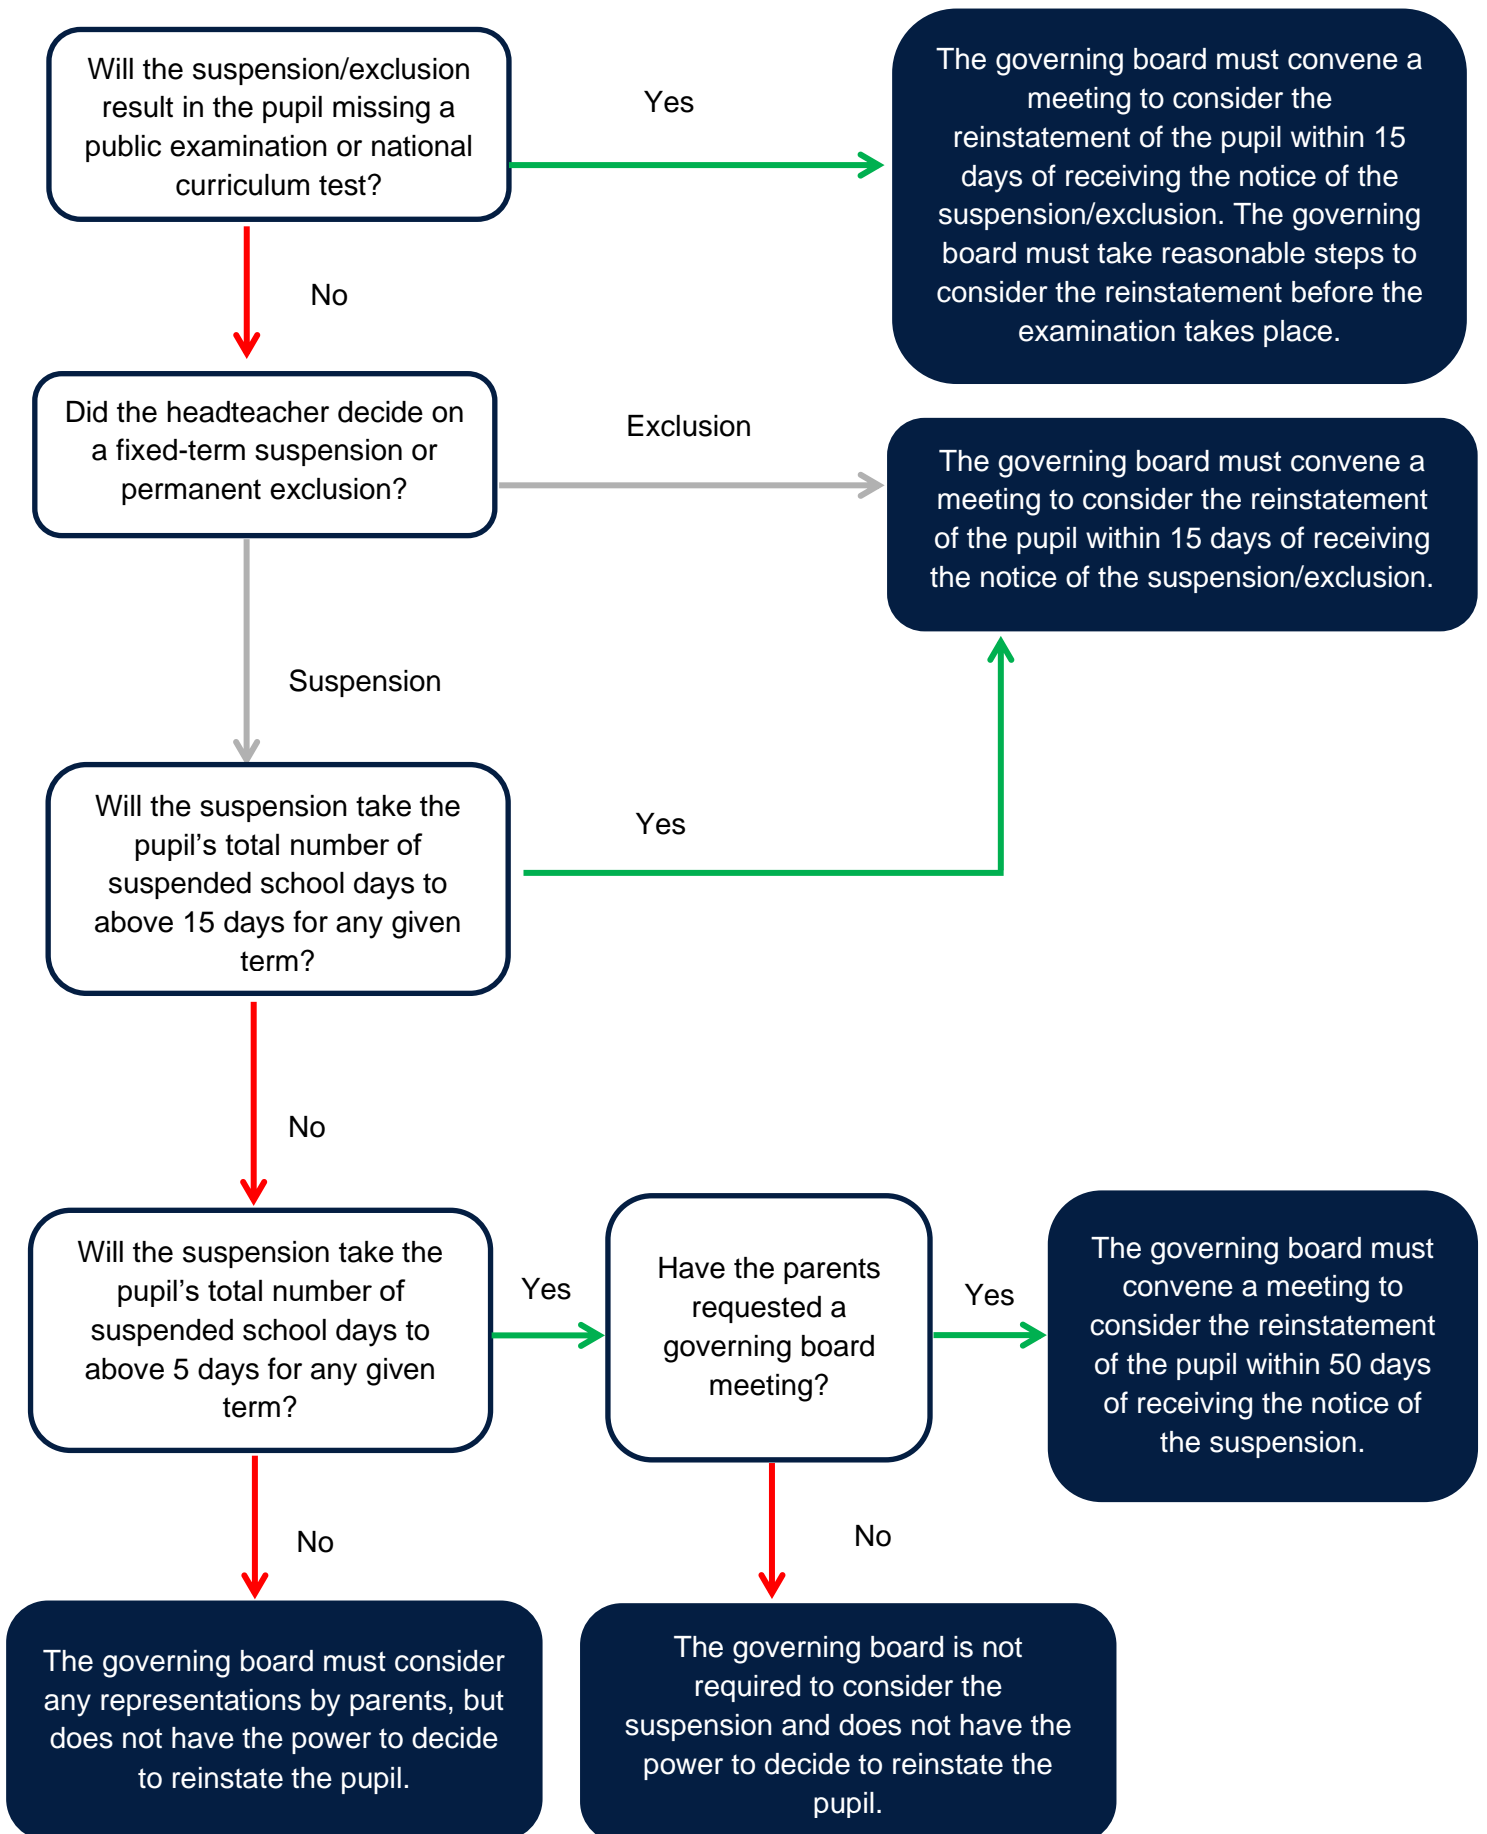 Will the suspension/exclusion
result in the pupil missing a
public examination or national
curriculum test?
Yes
The governing board must convene a
meeting to consider the
reinstatement of the pupil within 15
days of receiving the notice of the
suspension/exclusion. The governing
board must take reasonable steps to
consider the reinstatement before the
examination takes place.
No
Did the headteacher decide on
a fixed-term suspension or
permanent exclusion?
Exclusion
The governing board must convene a
meeting to consider the reinstatement
of the pupil within 15 days of receiving
the notice of the suspension/exclusion.
Suspension
Will the suspension take the
pupil’s total number of
suspended school days to
above 15 days for any given
term?
Yes
No
Will the suspension take the
pupil’s total number of
suspended school days to
above 5 days for any given
term?
Yes
Have the parents
requested a
governing board
meeting?
Yes
The governing board must
convene a meeting to
consider the reinstatement
of the pupil within 50 days
of receiving the notice of
the suspension.
No
No
The governing board must consider
any representations by parents, but
does not have the power to decide
to reinstate the pupil.
The governing board is not
required to consider the
suspension and does not have the
power to decide to reinstate the
pupil.